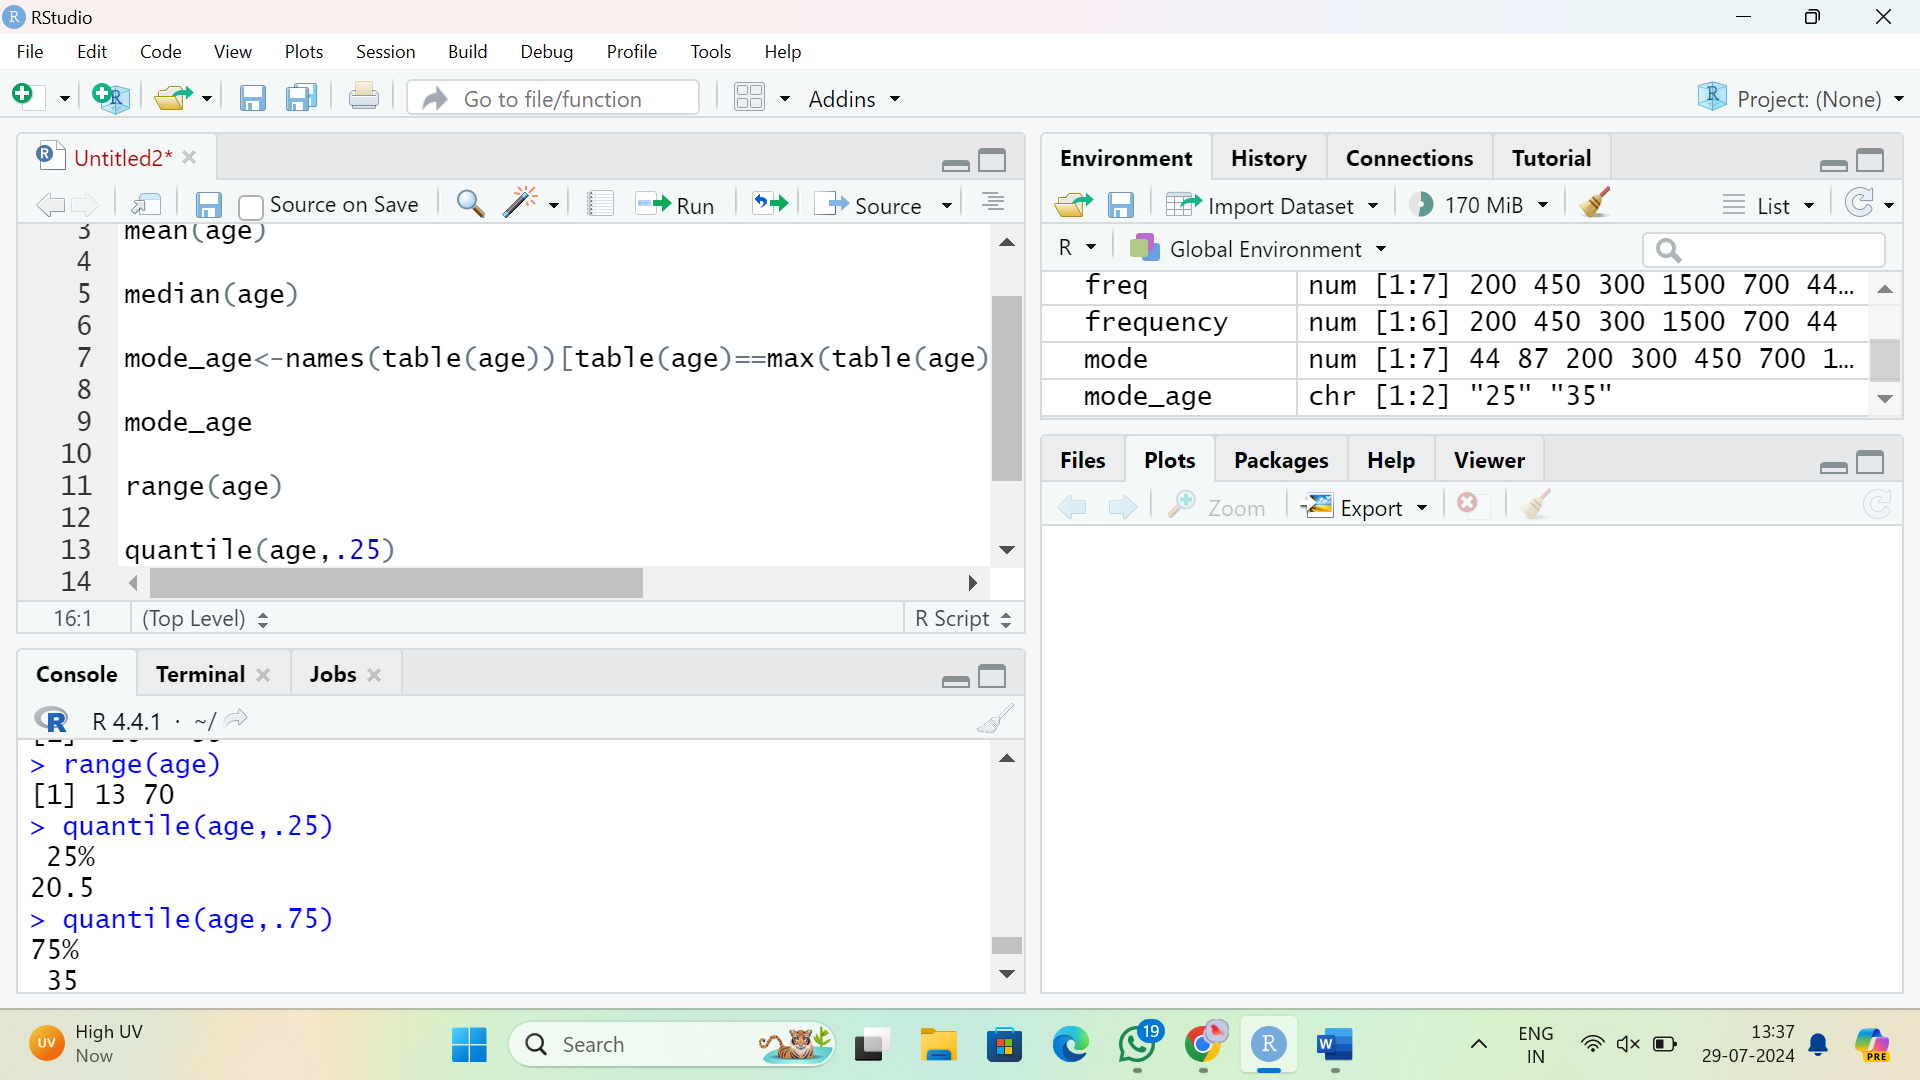 RStudio
File Edit Code View Plots Session Build Debug Profile Tools Help
Go to file/function Addins Project: (None)
Untitled2*
Source on Save Run Source
3 mean(age)
4
5 median(age)
6
7 mode_age<-names(table(age))[table(age)==max(table(age)
8
9 mode_age
10
11 range(age)
12
13 quantile(age,.25)
14
16:1 (Top Level) R Script
Console Terminal Jobs
R 4.4.1 · ~/
> range(age)
[1] 13 70
> quantile(age,.25)
25%
20.5
> quantile(age,.75)
75%
35
Environment History Connections Tutorial
Import Dataset 170 MiB List
R Global Environment
freq num [1:7] 200 450 300 1500 700 44...
frequency num [1:6] 200 450 300 1500 700 44
mode num [1:7] 44 87 200 300 450 700 1...
mode_age chr [1:2] "25" "35"
Files Plots Packages Help Viewer
Zoom Export
UV High UV
Now
Search
19
ENG
IN
13:37
29-07-2024
PRE